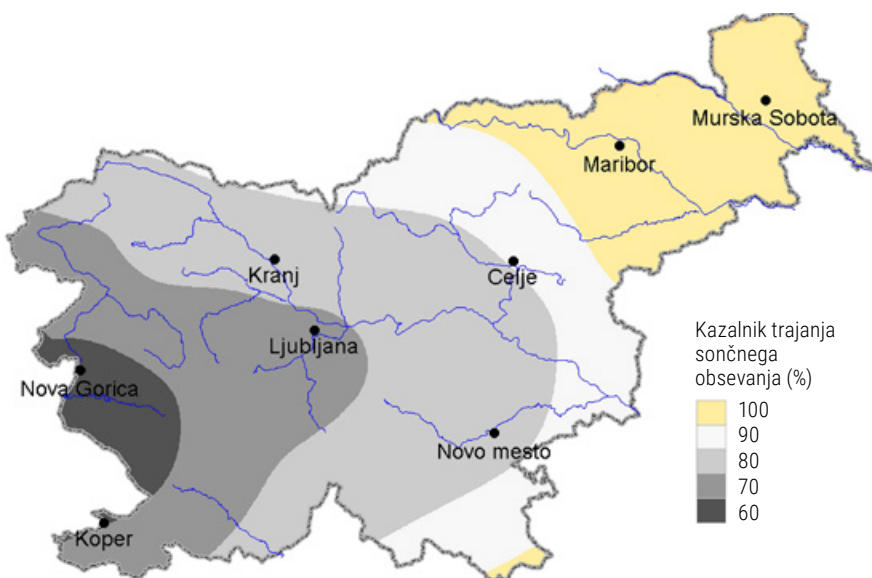 Murska Sobota
Maribor
Kranj
Celje
Ljubljana
Nova Gorica
Novo mesto
Koper
Kazalnik trajanja
sončnega
obsevanja (%)
100
90
80
70
60